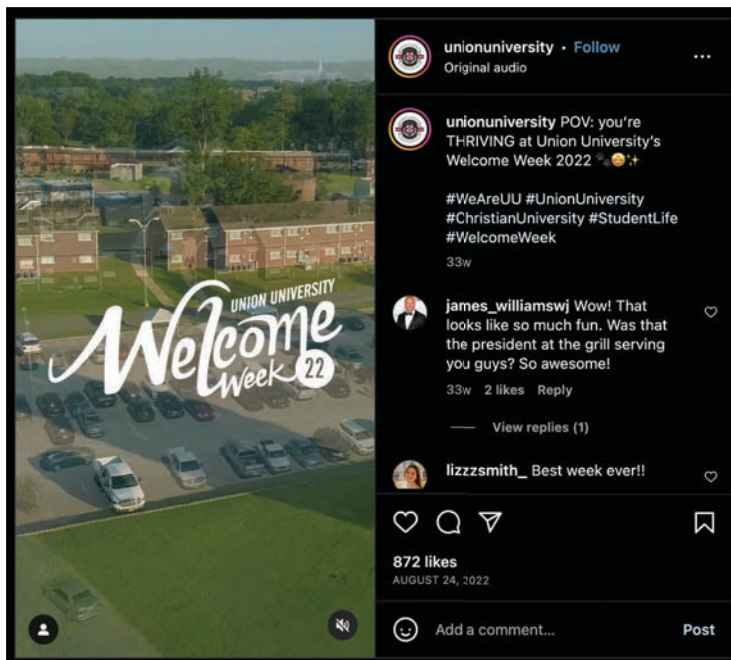 UNION UNIVERSITY
Welcome
Week 22
unionuniversity • Follow
Original audio
unionuniversity POV: you're
THRIVING at Union University's
Welcome Week 2022 🐾🤩✨
#WeAreUU #UnionUniversity
#ChristianUniversity #StudentLife
#WelcomeWeek
33w
james_williamswj Wow! That
looks like so much fun. Was that
the president at the grill serving
you guys? So awesome!
33w 2 likes Reply
View replies (1)
lizzzsmith_ Best week ever!!
872 likes
AUGUST 24, 2022
Add a comment...
Post